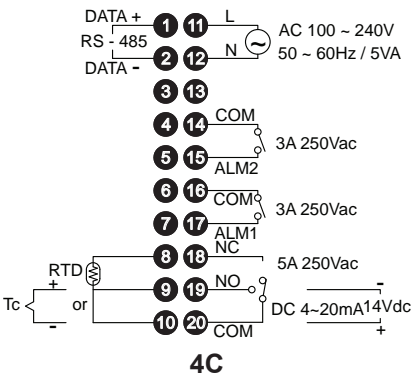 DATA + 1 11 L AC 100 ~ 240V
RS - 485
DATA - 2 12 N 50 ~ 60Hz / 5VA
3 13
4 14 COM
3A 250Vac
5 15 ALM2
6 16 COM
3A 250Vac
7 17 ALM1
8 18 NC
RTD 5A 250Vac
+ 9 19 NO -
Tc or DC 4~20mA 14Vdc
- 10 20 COM +
4C